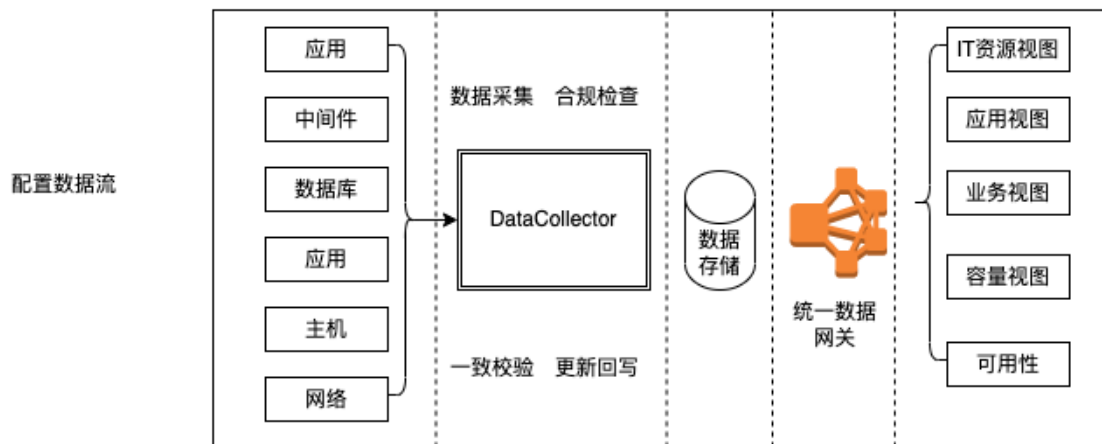 配置数据流
应用
中间件
数据库
应用
主机
网络
数据采集 合规检查
DataCollector
一致校验 更新回写
数据
存储
统一数据
网关
IT资源视图
应用视图
业务视图
容量视图
可用性